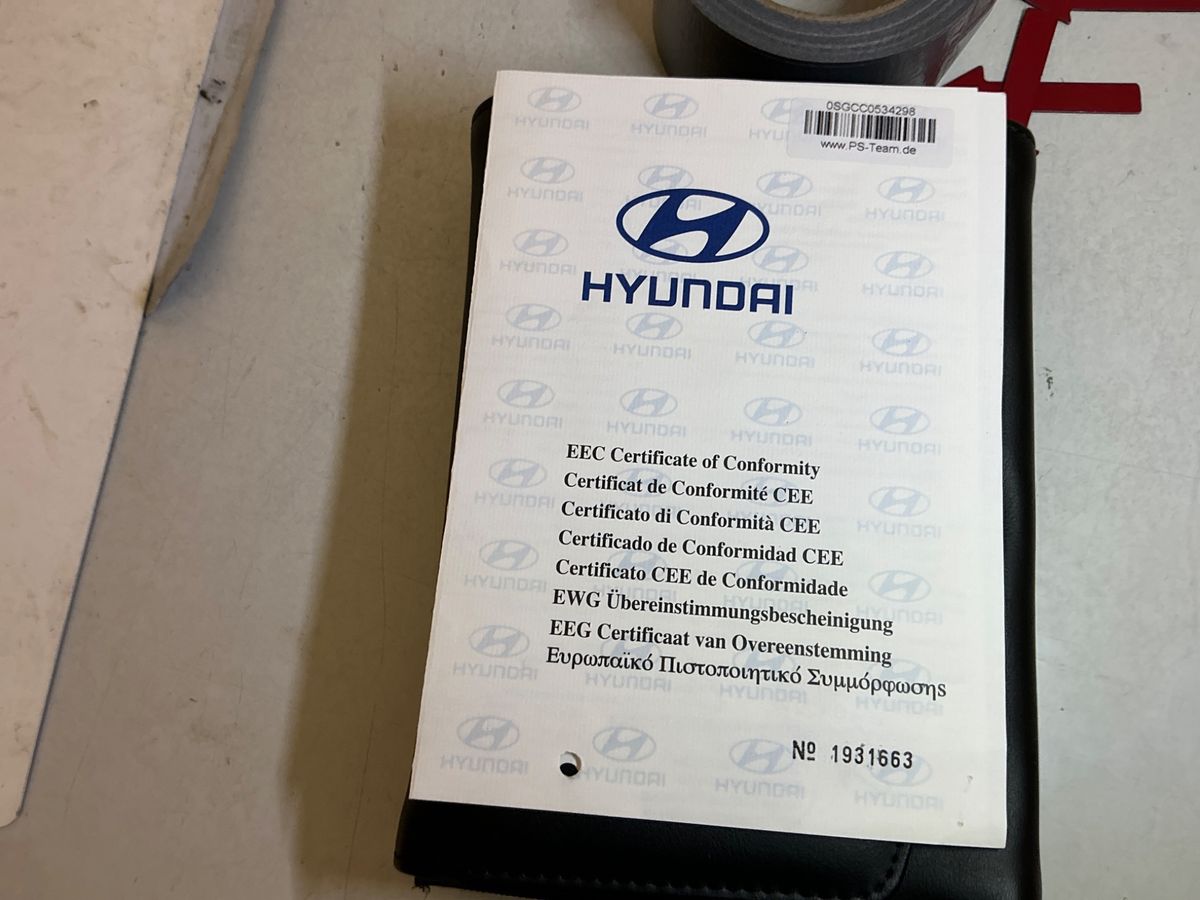 0SGCC0534298
www.PS-Team.de
HYUNDAI
EEC Certificate of Conformity
Certificat de Conformité CEE
Certificato di Conformità CEE
Certificado de Conformidad CEE
Certificato CEE de Conformidade
EWG Übereinstimmungsbescheinigung
EEG Certificaat van Overeenstemming
Ευρωπαϊκό Πιστοποιητικό Συμμόρφωσης
Nº 1931663